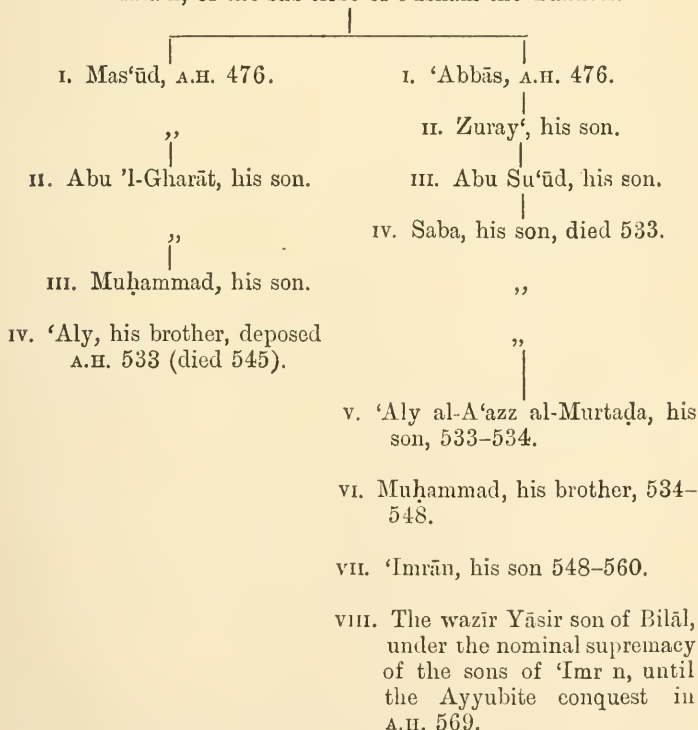 I. Mas‘ūd, A.H. 476.
I. ‘Abbās, A.H. 476.
II. Zuray‘, his son.
„
II. Abu 'l-Gharāt, his son.
III. Abu Su‘ūd, his son.
IV. Saba, his son, died 533.
„
III. Muḥammad, his son.
„
IV. ‘Aly, his brother, deposed
A.H. 533 (died 545).
„
V. ‘Aly al-A‘azz al-Murtaḍa, his
son, 533–534.
VI. Muḥammad, his brother, 534–
548.
VII. ‘Imrān, his son 548–560.
VIII. The wazīr Yāsir son of Bilāl,
under the nominal supremacy
of the sons of ‘Imr n, until
the Ayyubite conquest in
A.H. 569.